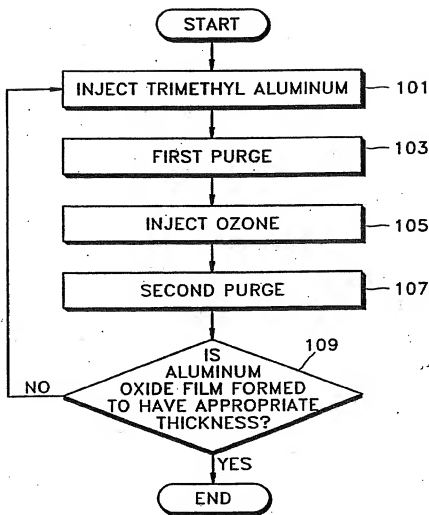 START
INJECT TRIMETHYL ALUMINUM
101
FIRST PURGE
103
INJECT OZONE
105
SECOND PURGE
107
109
IS
ALUMINUM
OXIDE FILM FORMED
TO HAVE APPROPRIATE
THICKNESS?
NO
YES
END